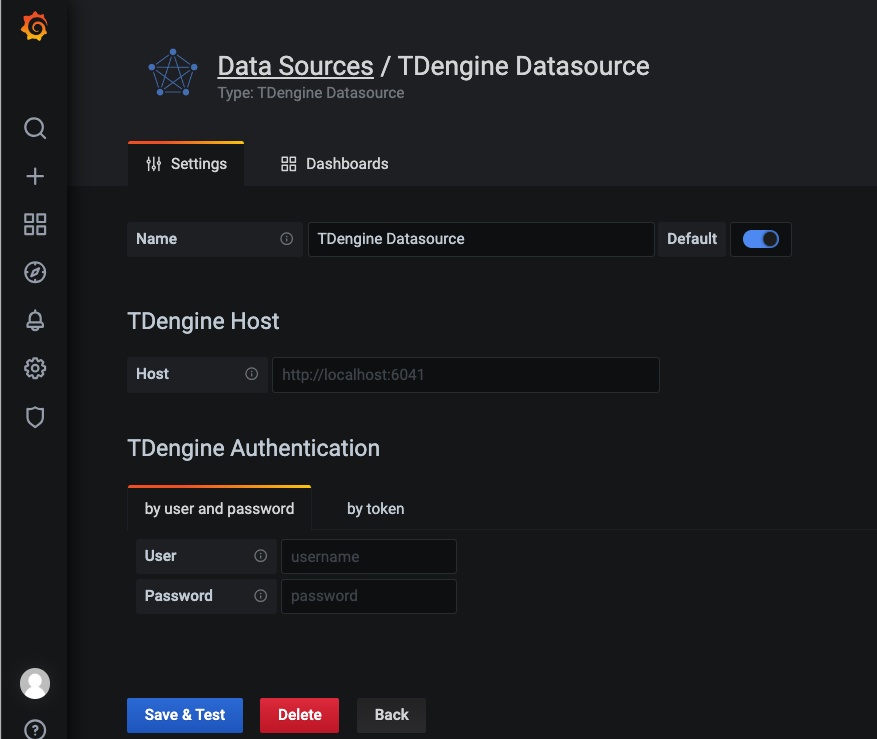 Data Sources / TDengine Datasource
Type: TDengine Datasource
Settings
Dashboards
Name
TDengine Datasource
Default
TDengine Host
Host
http://localhost:6041
TDengine Authentication
by user and password
by token
User
username
Password
password
Save & Test
Delete
Back